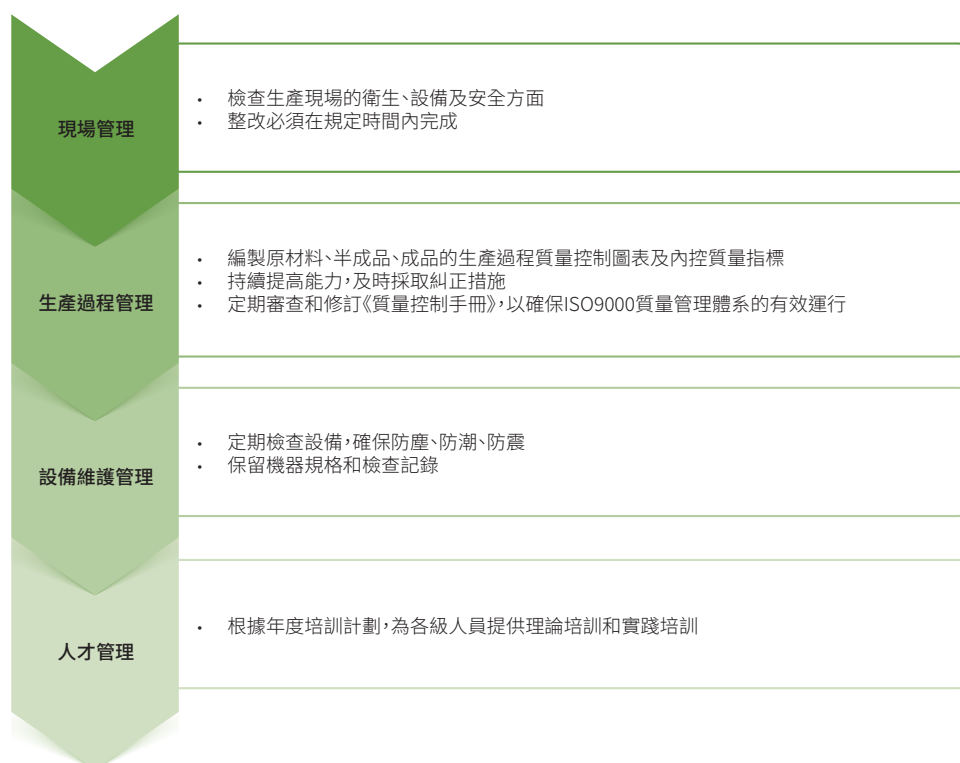 現場管理
• 檢查生產現場的衛生、設備及安全方面
• 整改必須在規定時間內完成
生產過程管理
• 編製原材料、半成品、成品的生產過程質量控制圖表及內控質量指標
• 持續提高能力，及時採取糾正措施
• 定期審查和修訂《質量控制手冊》，以確保ISO9000質量管理體系的有效運行
設備維護管理
• 定期檢查設備，確保防塵、防潮、防震
• 保留機器規格和檢查記錄
人才管理
• 根據年度培訓計劃，為各級人員提供理論培訓和實踐培訓